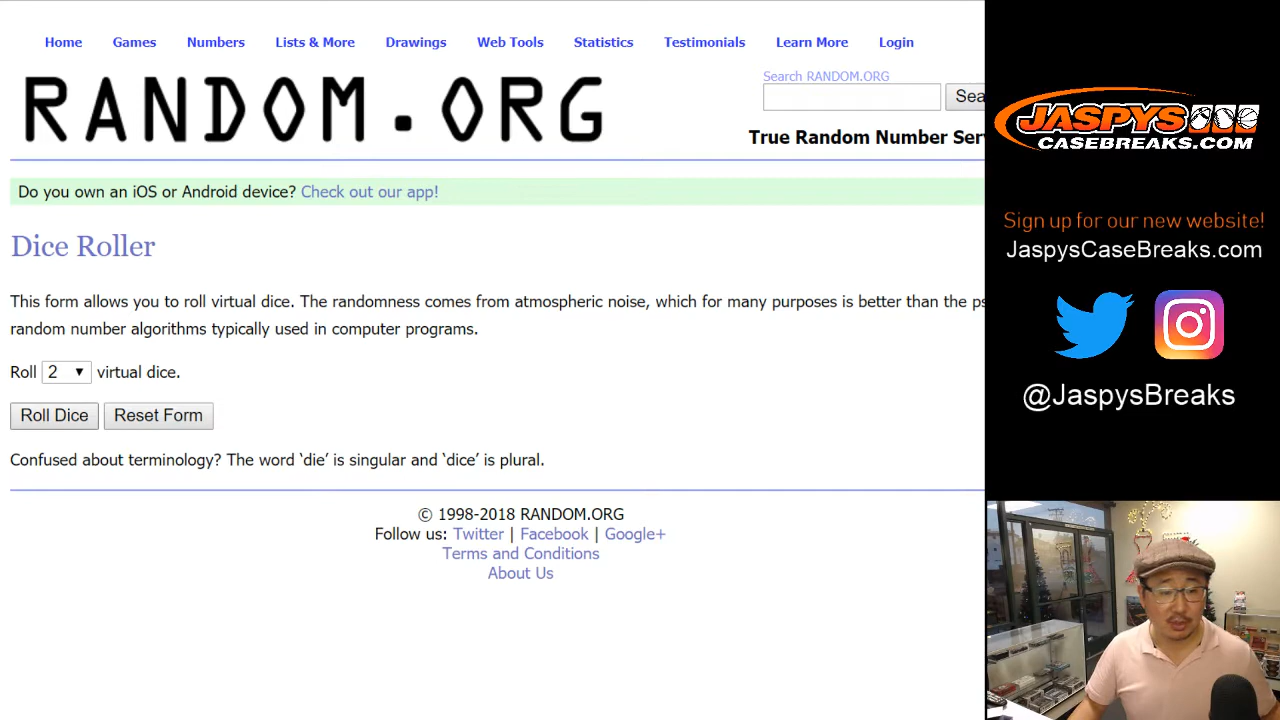 Home Games Numbers Lists & More Drawings Web Tools Statistics Testimonials Learn More Login
RANDOM.ORG
Search RANDOM.ORG
Sea
True Random Number Ser
Do you own an iOS or Android device? Check out our app!
Dice Roller
This form allows you to roll virtual dice. The randomness comes from atmospheric noise, which for many purposes is better than the ps
random number algorithms typically used in computer programs.
Roll 2 virtual dice.
Roll Dice Reset Form
Confused about terminology? The word ‘die’ is singular and ‘dice’ is plural.
© 1998-2018 RANDOM.ORG
Follow us: Twitter | Facebook | Google+
Terms and Conditions
About Us
JASPYS
CASEBREAKS.COM
Sign up for our new website!
JaspysCaseBreaks.com
@JaspysBreaks